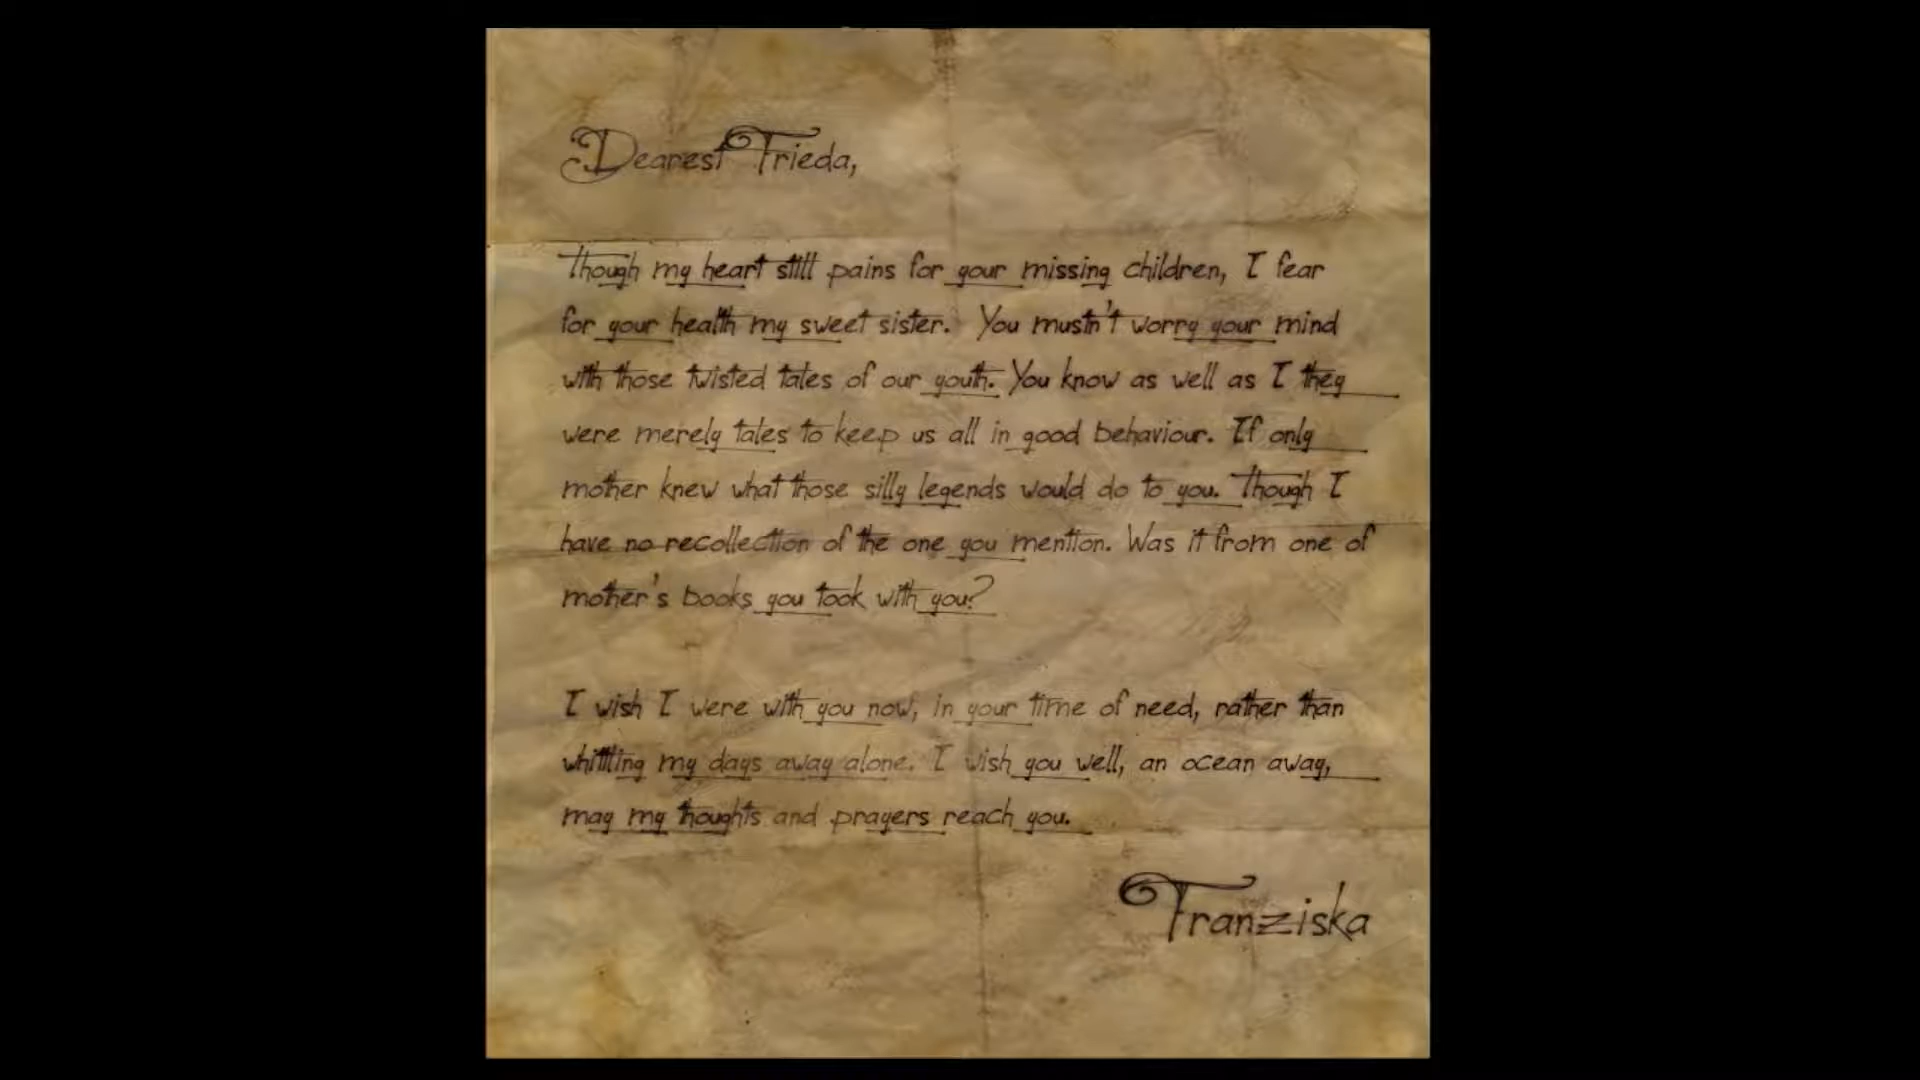 Dearest Frieda,
Though my heart still pains for your missing children, I fear
for your health my sweet sister. You mustn't worry your mind
with those twisted tales of our youth. You know as well as I they
were merely tales to keep us all in good behaviour. If only
mother knew what those silly legends would do to you. Though I
have no recollection of the one you mention. Was it from one of
mother's books you took with you?
I wish I were with you now, in your time of need, rather than
whittling my days away alone. I wish you well, an ocean away,
may my thoughts and prayers reach you.
Franziska